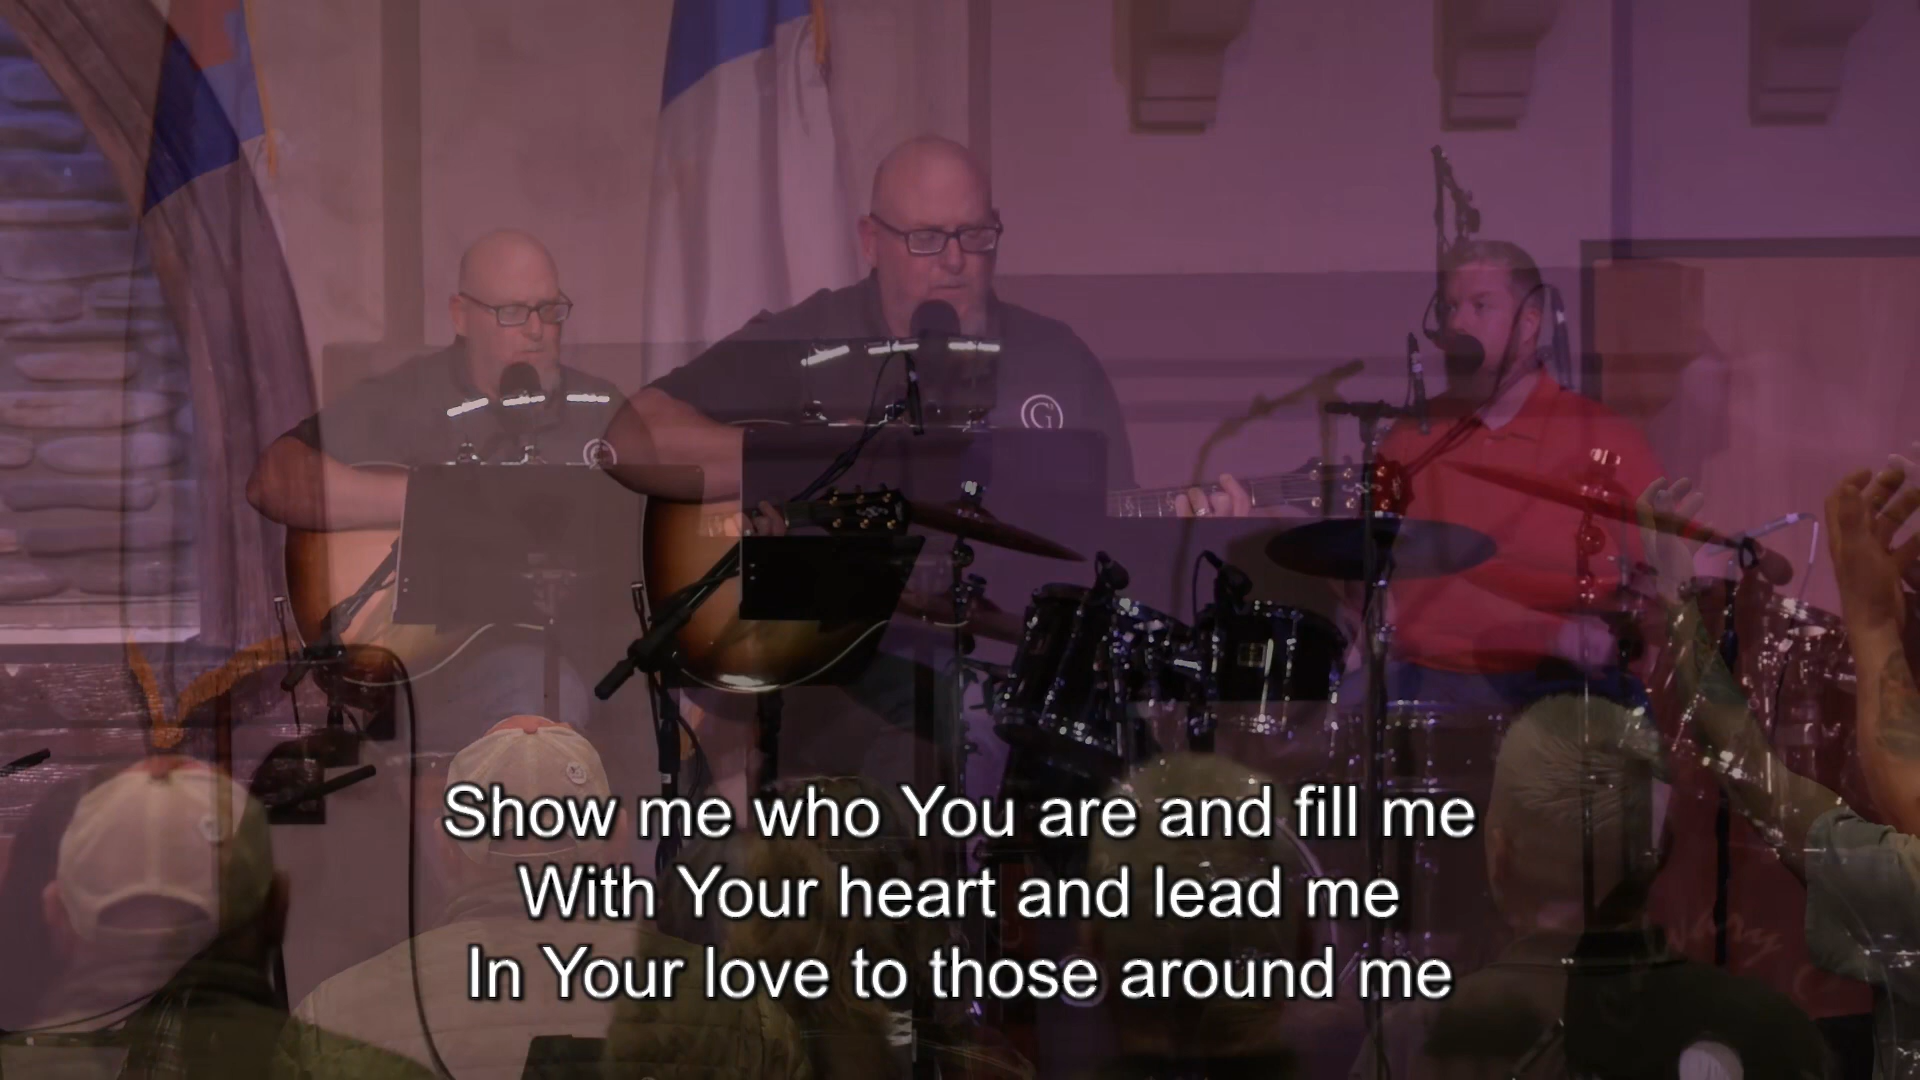 Show me who You are and fill me
With Your heart and lead me
In Your love to those around me